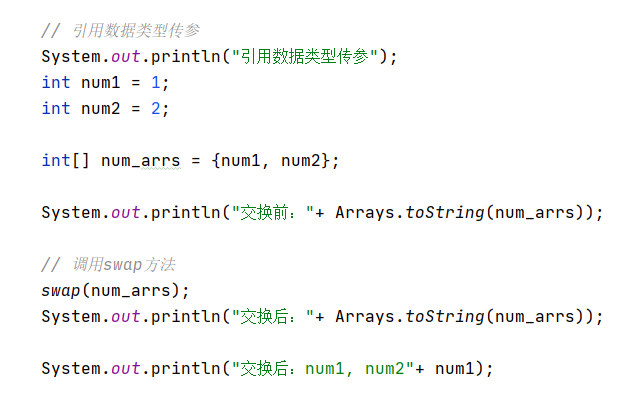 // 引用数据类型传参
System.out.println("引用数据类型传参");
int num1 = 1;
int num2 = 2;
int[] num_arrs = {num1, num2};
System.out.println("交换前："+ Arrays.toString(num_arrs));
// 调用swap方法
swap(num_arrs);
System.out.println("交换后："+ Arrays.toString(num_arrs));
System.out.println("交换后：num1, num2"+ num1);